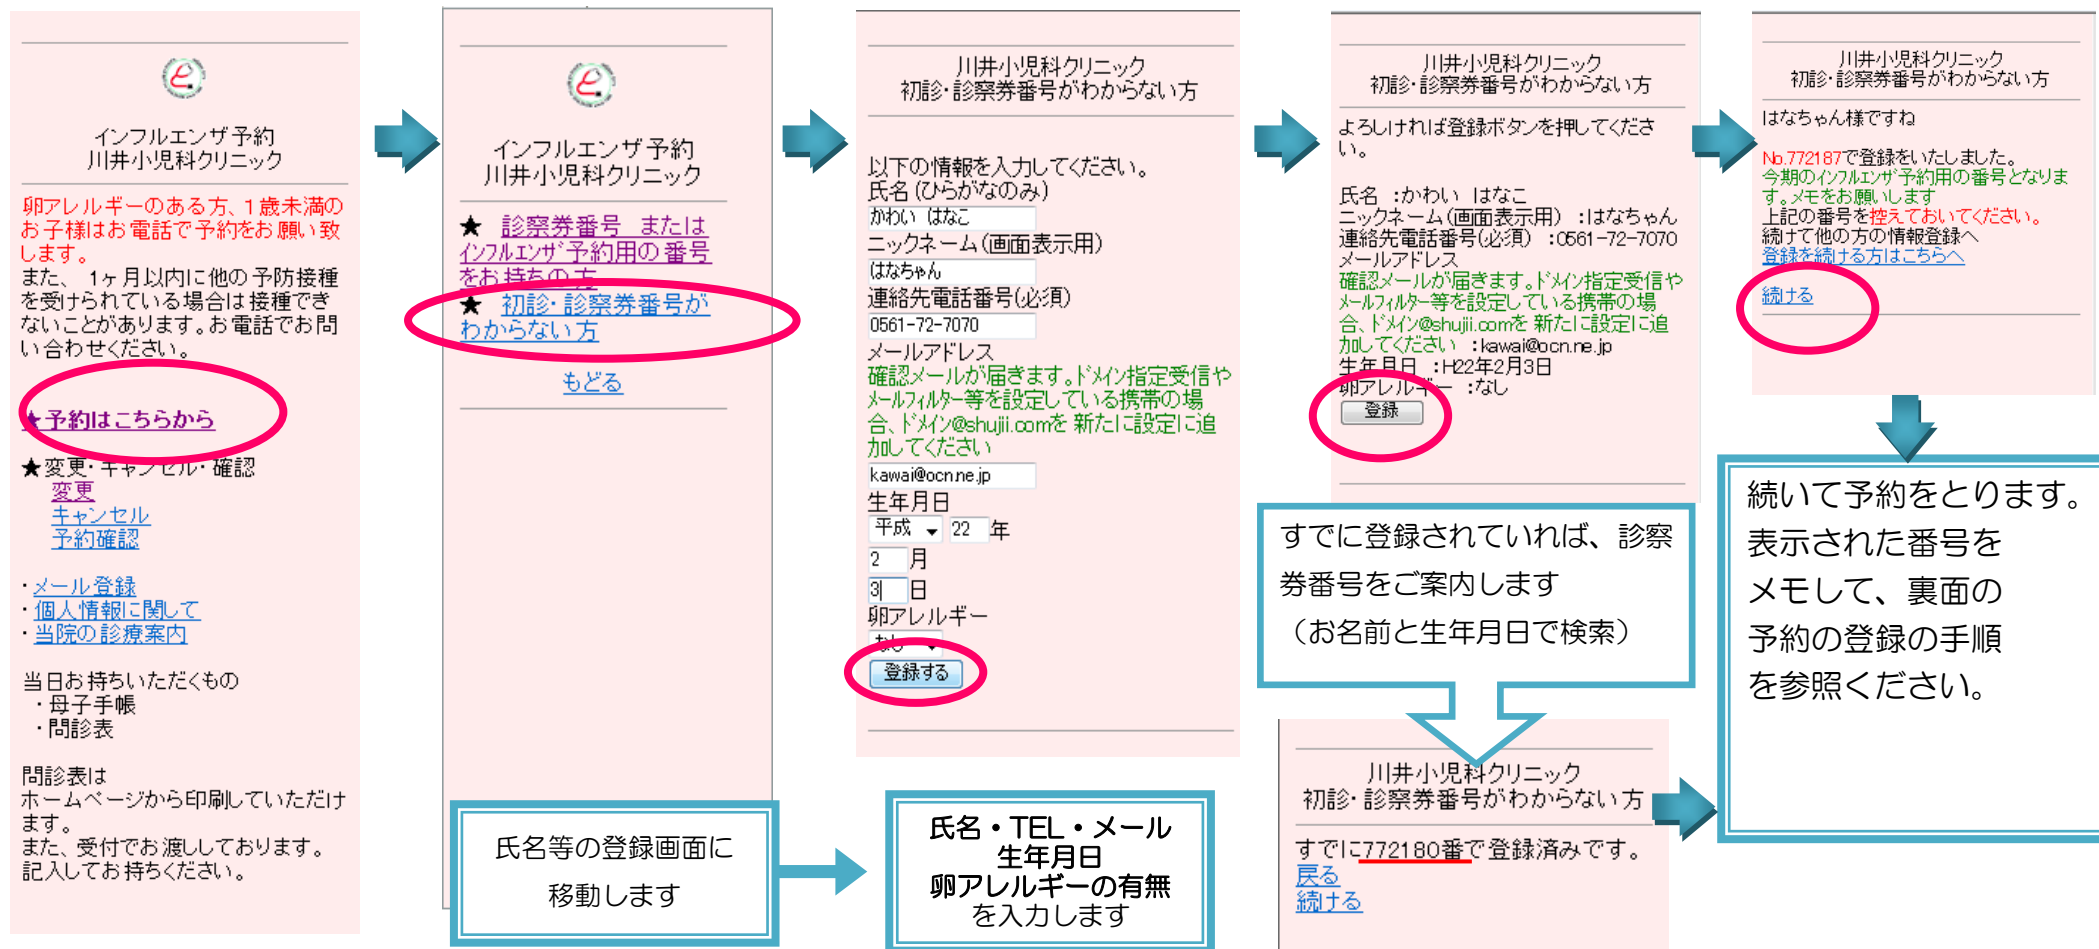 インフルエンザ予約
川井小児科クリニック
卵アレルギーのある方、1歳未満の
お子様はお電話で予約をお願い致
します。
また、 1ヶ月以内に他の予防接種
を受けられている場合は接種でき
ないことがあります。お電話でお問
い合わせください。
★予約はこちらから
★変更・キャンセル・確認
変更
キャンセル
予約確認
・メール登録
・個人情報に関して
・当院の診療案内
当日お持ちいただくもの
・母子手帳
・問診表
問診表は
ホームページから印刷していただけ
ます。
また、受付でお渡ししております。
記入してお持ちください。
インフルエンザ予約
川井小児科クリニック
★ 診察券番号 または
インフルエンザ予約用の番号
をお持ちの方
★ 初診・診察券番号が
わからない方
もどる
氏名等の登録画面に
移動します
川井小児科クリニック
初診・診察券番号がわからない方
以下の情報を入力してください。
氏名(ひらがなのみ)
かわい はなこ
ニックネーム(画面表示用)
はなちゃん
連絡先電話番号(必須)
0561-72-7070
メールアドレス
確認メールが届きます。ドメイン指定受信や
メールフィルター等を設定している携帯の場
合、ドメイン@shujii.comを 新たに設定に追
加してください
kawai@ocn.ne.jp
生年月日
平成 22 年
2 月
3 日
卵アレルギー
なし
登録する
氏名・TEL・メール
生年月日
卵アレルギーの有無
を入力します
川井小児科クリニック
初診・診察券番号がわからない方
よろしければ登録ボタンを押してくださ
い。
氏名 :かわい はなこ
ニックネーム(画面表示用) :はなちゃん
連絡先電話番号(必須) :0561-72-7070
メールアドレス
確認メールが届きます。ドメイン指定受信や
メールフィルター等を設定している携帯の場
合、ドメイン@shujii.comを 新たに設定に追
加してください :kawai@ocn.ne.jp
生年月日 :H22年2月3日
卵アレルギー :なし
登録
すでに登録されていれば、診察
券番号をご案内します
(お名前と生年月日で検索)
川井小児科クリニック
初診・診察券番号がわからない方
すでに772180番で登録済みです。
戻る
続ける
川井小児科クリニック
初診・診察券番号がわからない方
はなちゃん様ですね
No.772187で登録をいたしました。
今期のインフルエンザ予約用の番号となりま
す。メモをお願いします
上記の番号を控えておいてください。
続けて他の方の情報登録へ
登録を続ける方はこちらへ
続ける
続いて予約をとります。
表示された番号を
メモして、裏面の
予約の登録の手順
を参照ください。